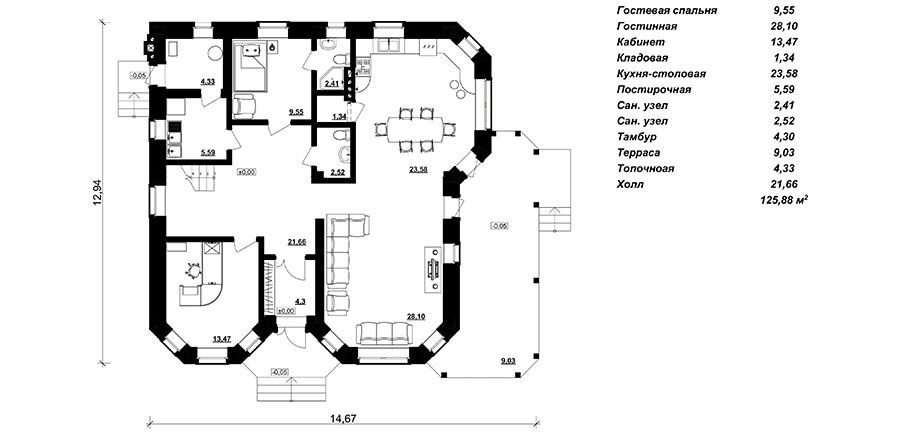 Гостевая спальня 9,55
Гостинная 28,10
Кабинет 13,47
Кладовая 1,34
Кухня-столовая 23,58
Постирочная 5,59
Сан. узел 2,41
Сан. узел 2,52
Тамбур 4,30
Терраса 9,03
Топочноая 4,33
Холл 21,66
125,88 м²
-0,05
4.33
2.41
9.55
1.34
5.59
2.52
23.58
±0,00
12,94
-0,05
21.66
4.3
±0,00
28.10
13.47
9.03
-0,05
14,67